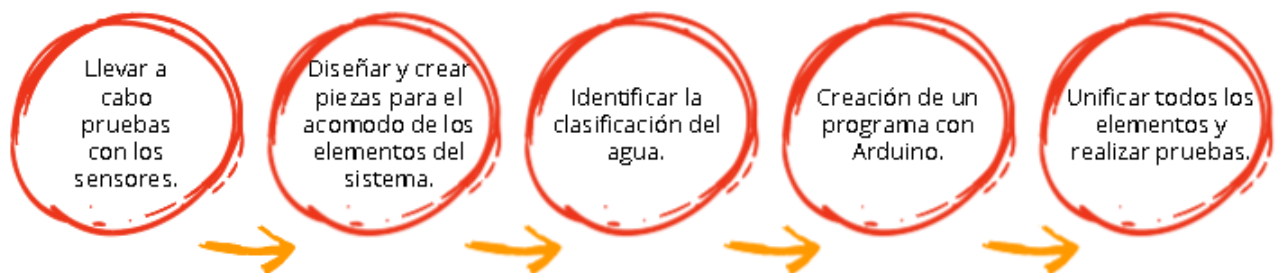 Llevar a
cabo
pruebas
con los
sensores.
Diseñar y crear
piezas para el
acomodo de los
elementos del
sistema.
Identificar la
clasificación del
agua.
Creación de un
programa con
Arduino.
Unificar todos los
elementos y
realizar pruebas.